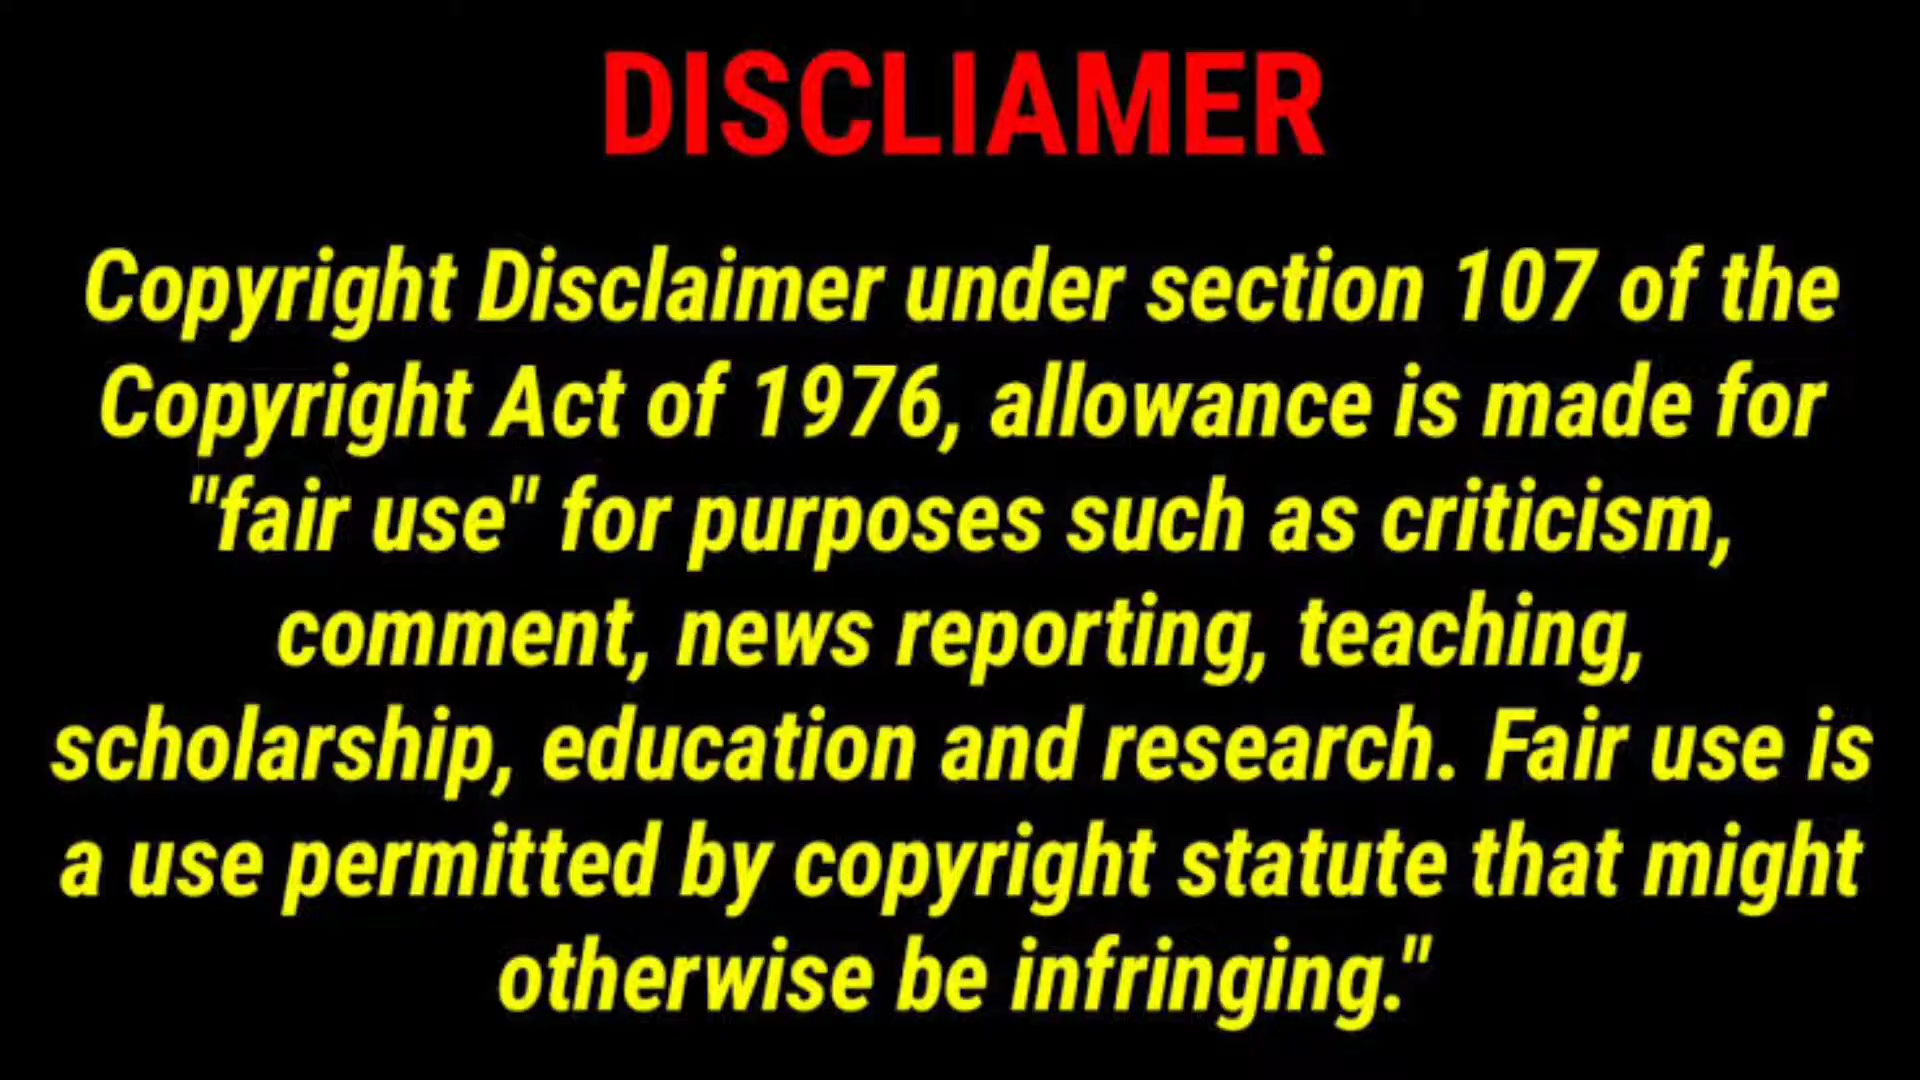 DISCLIAMER
Copyright Disclaimer under section 107 of the
Copyright Act of 1976, allowance is made for
"fair use" for purposes such as criticism,
comment, news reporting, teaching,
scholarship, education and research. Fair use is
a use permitted by copyright statute that might
otherwise be infringing."